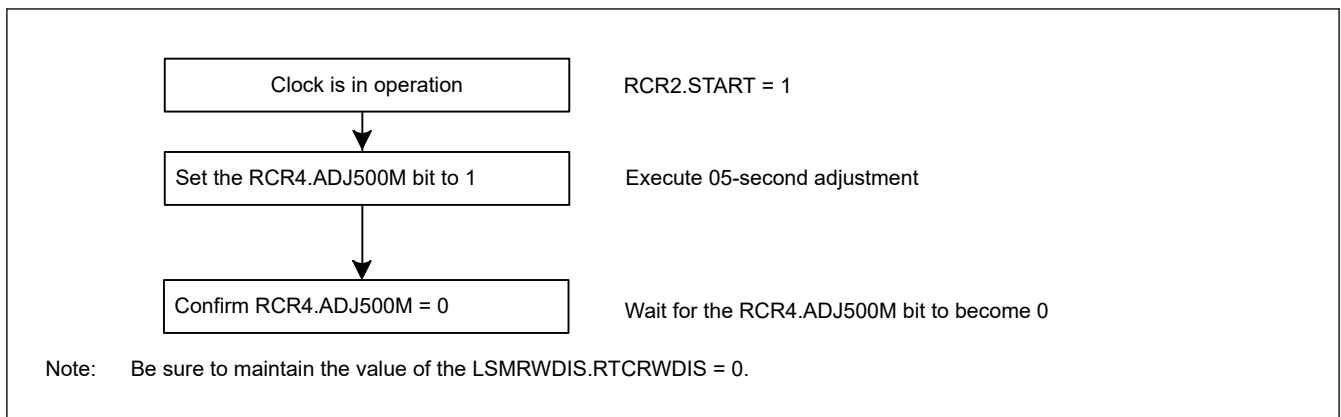 Clock is in operation
RCR2.START = 1
Set the RCR4.ADJ500M bit to 1
Execute 05-second adjustment
Confirm RCR4.ADJ500M = 0
Wait for the RCR4.ADJ500M bit to become 0
Note: Be sure to maintain the value of the LSMRWDIS.RTCRWDIS = 0.